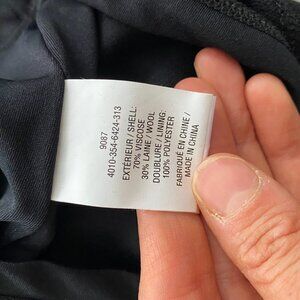 9087
4010-354-6424-313
EXTÉRIEUR / SHELL:
70% VISCOSE
30% LAINE / WOOL
DOUBLURE / LINING:
100% POLYESTER
FABRIQUÉ EN CHINE /
MADE IN CHINA